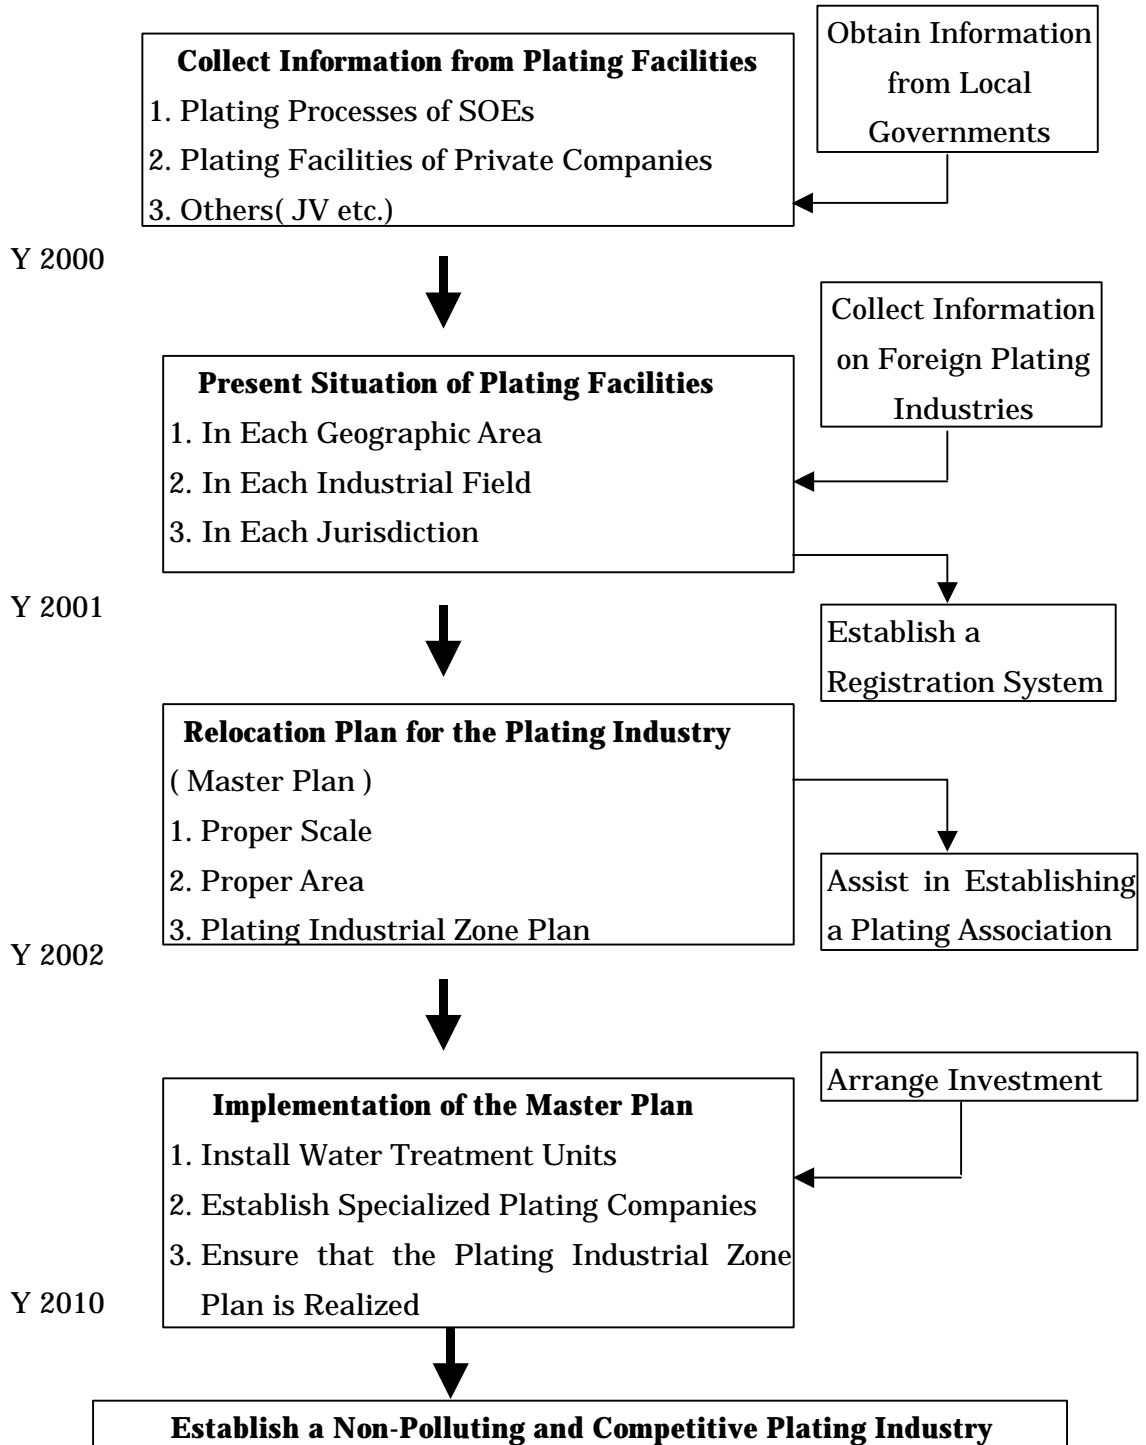 Collect Information from Plating Facilities
1. Plating Processes of SOEs
2. Plating Facilities of Private Companies
3. Others( JV etc.)
Obtain Information
from Local
Governments
Y 2000
Collect Information
on Foreign Plating
Industries
Present Situation of Plating Facilities
1. In Each Geographic Area
2. In Each Industrial Field
3. In Each Jurisdiction
Y 2001
Establish a
Registration System
Relocation Plan for the Plating Industry
( Master Plan )
1. Proper Scale
2. Proper Area
3. Plating Industrial Zone Plan
Assist in Establishing
a Plating Association
Y 2002
Arrange Investment
Implementation of the Master Plan
1. Install Water Treatment Units
2. Establish Specialized Plating Companies
3. Ensure that the Plating Industrial Zone
Plan is Realized
Y 2010
Establish a Non-Polluting and Competitive Plating Industry